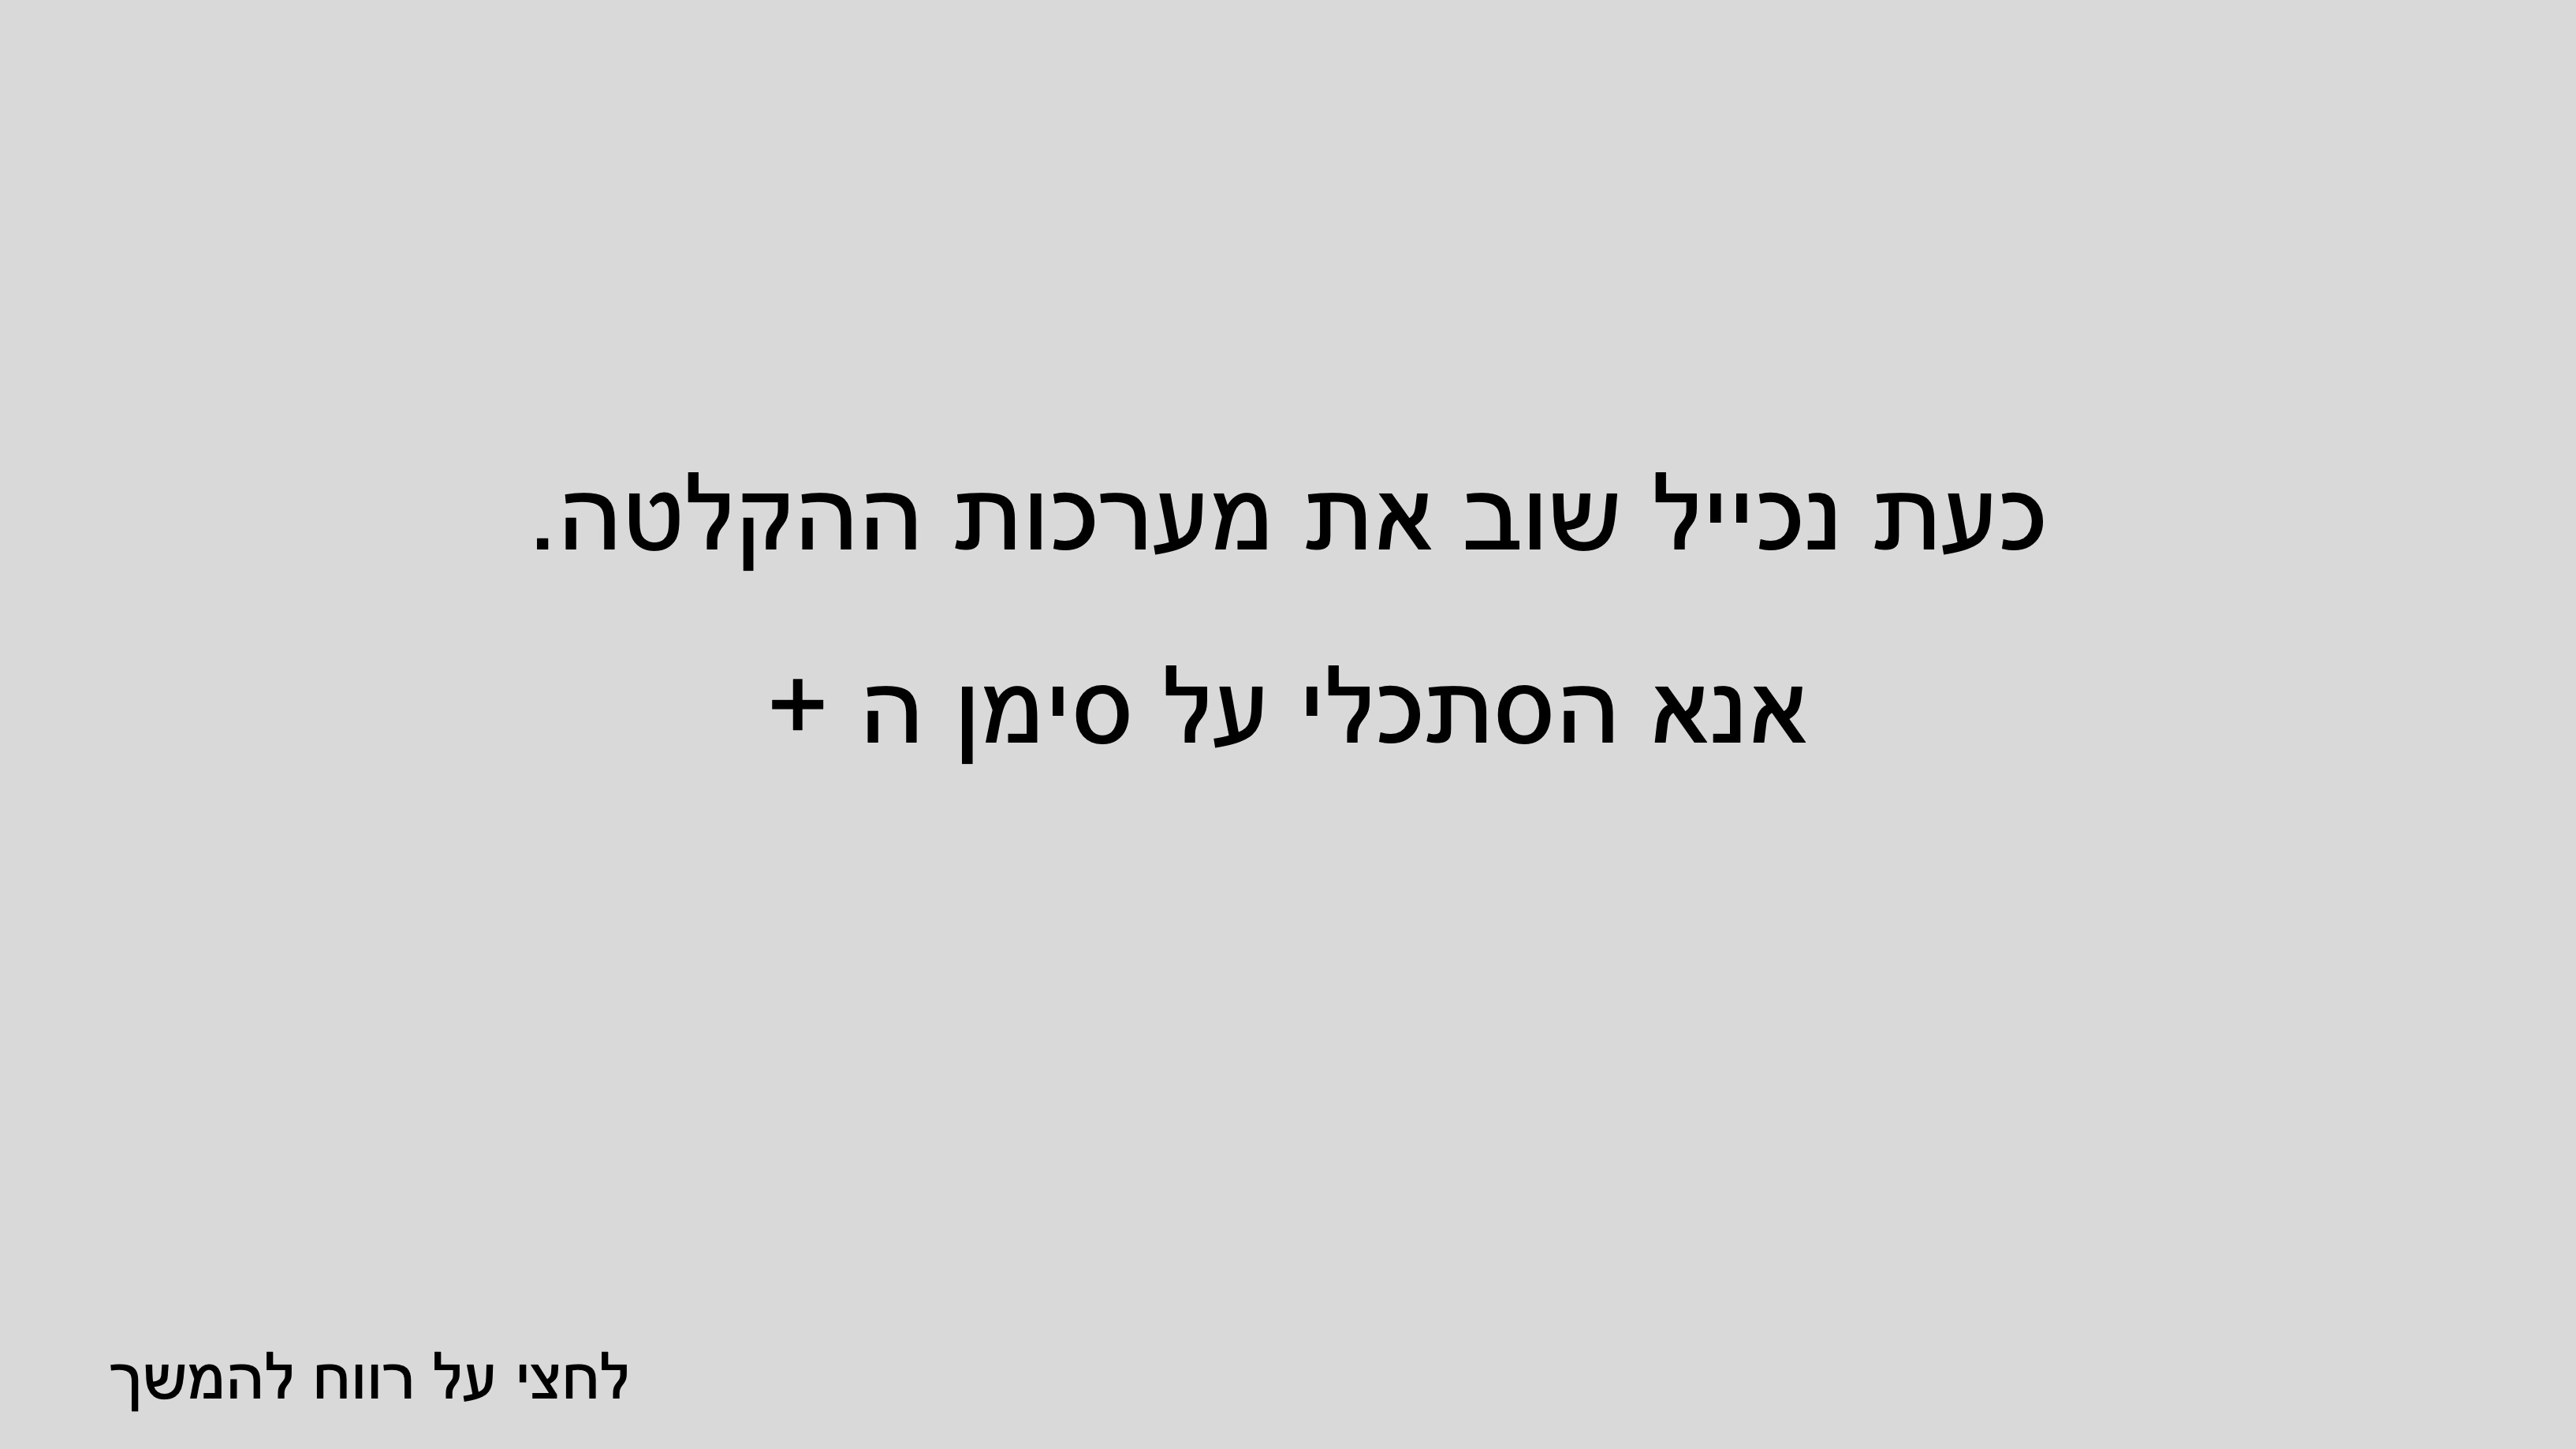 כעת נכייל שוב את מערכות ההקלטה.
אנא הסתכלי על סימן ה +
לחצי על רווח להמשך